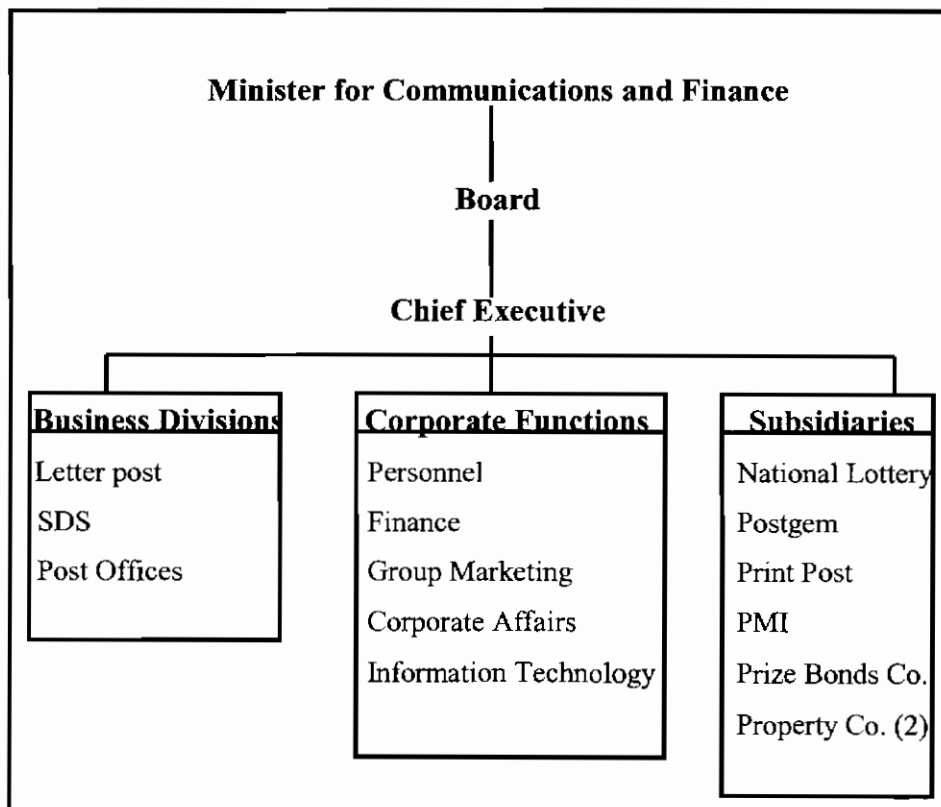 Minister for Communications and Finance
Board
Chief Executive
Business Divisions
Letter post
SDS
Post Offices
Corporate Functions
Personnel
Finance
Group Marketing
Corporate Affairs
Information Technology
Subsidiaries
National Lottery
Postgem
Print Post
PMI
Prize Bonds Co.
Property Co. (2)